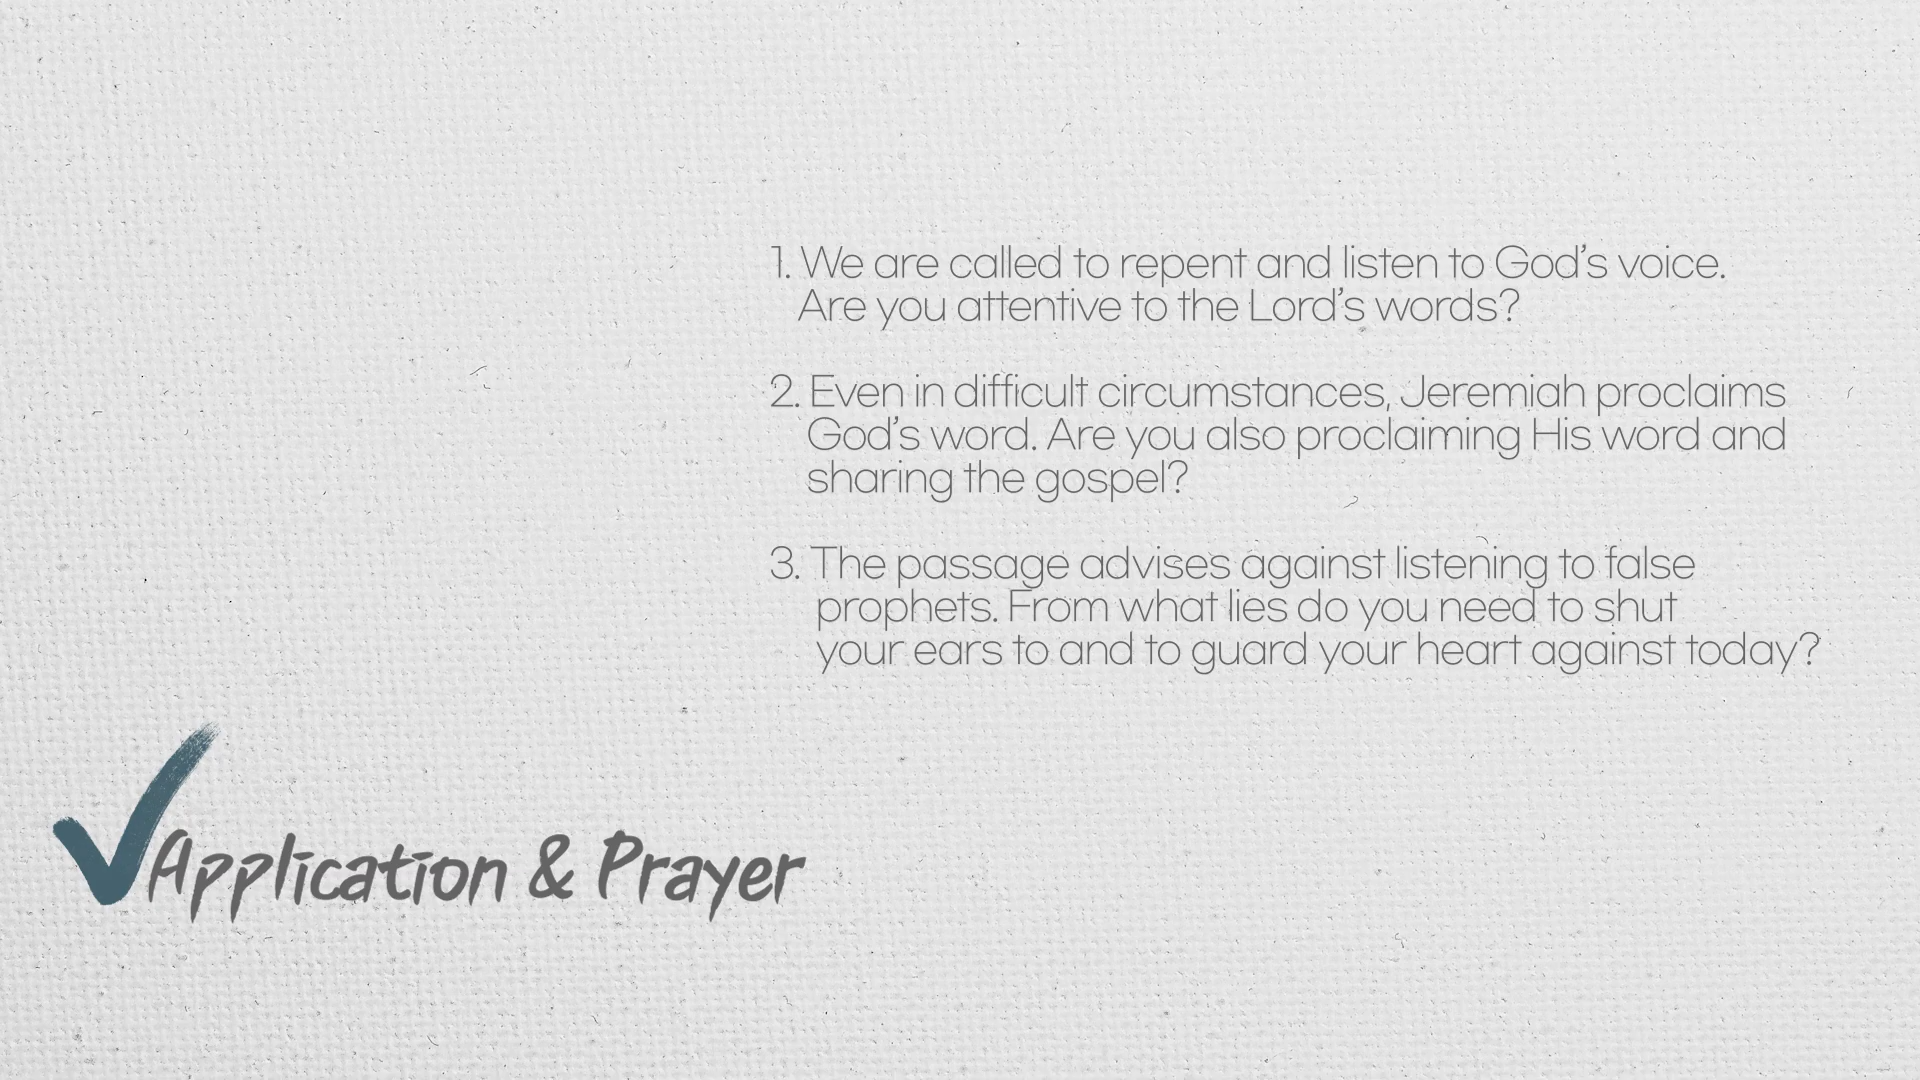 1. We are called to repent and listen to God’s voice.
Are you attentive to the Lord’s words?
2. Even in difficult circumstances, Jeremiah proclaims
God’s word. Are you also proclaiming His word and
sharing the gospel?
3. The passage advises against listening to false
prophets. From what lies do you need to shut
your ears to and to guard your heart against today?
Application & Prayer